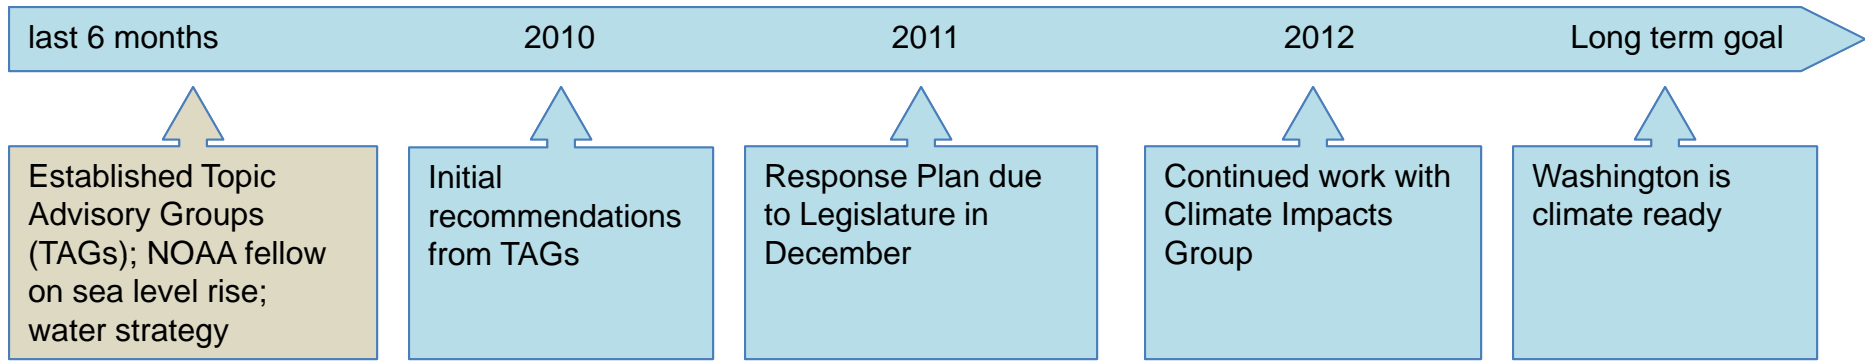 last 6 months 2010 2011 2012 Long term goal
Established Topic
Advisory Groups
(TAGs); NOAA fellow
on sea level rise;
water strategy
Initial
recommendations
from TAGs
Response Plan due
to Legislature in
December
Continued work with
Climate Impacts
Group
Washington is
climate ready